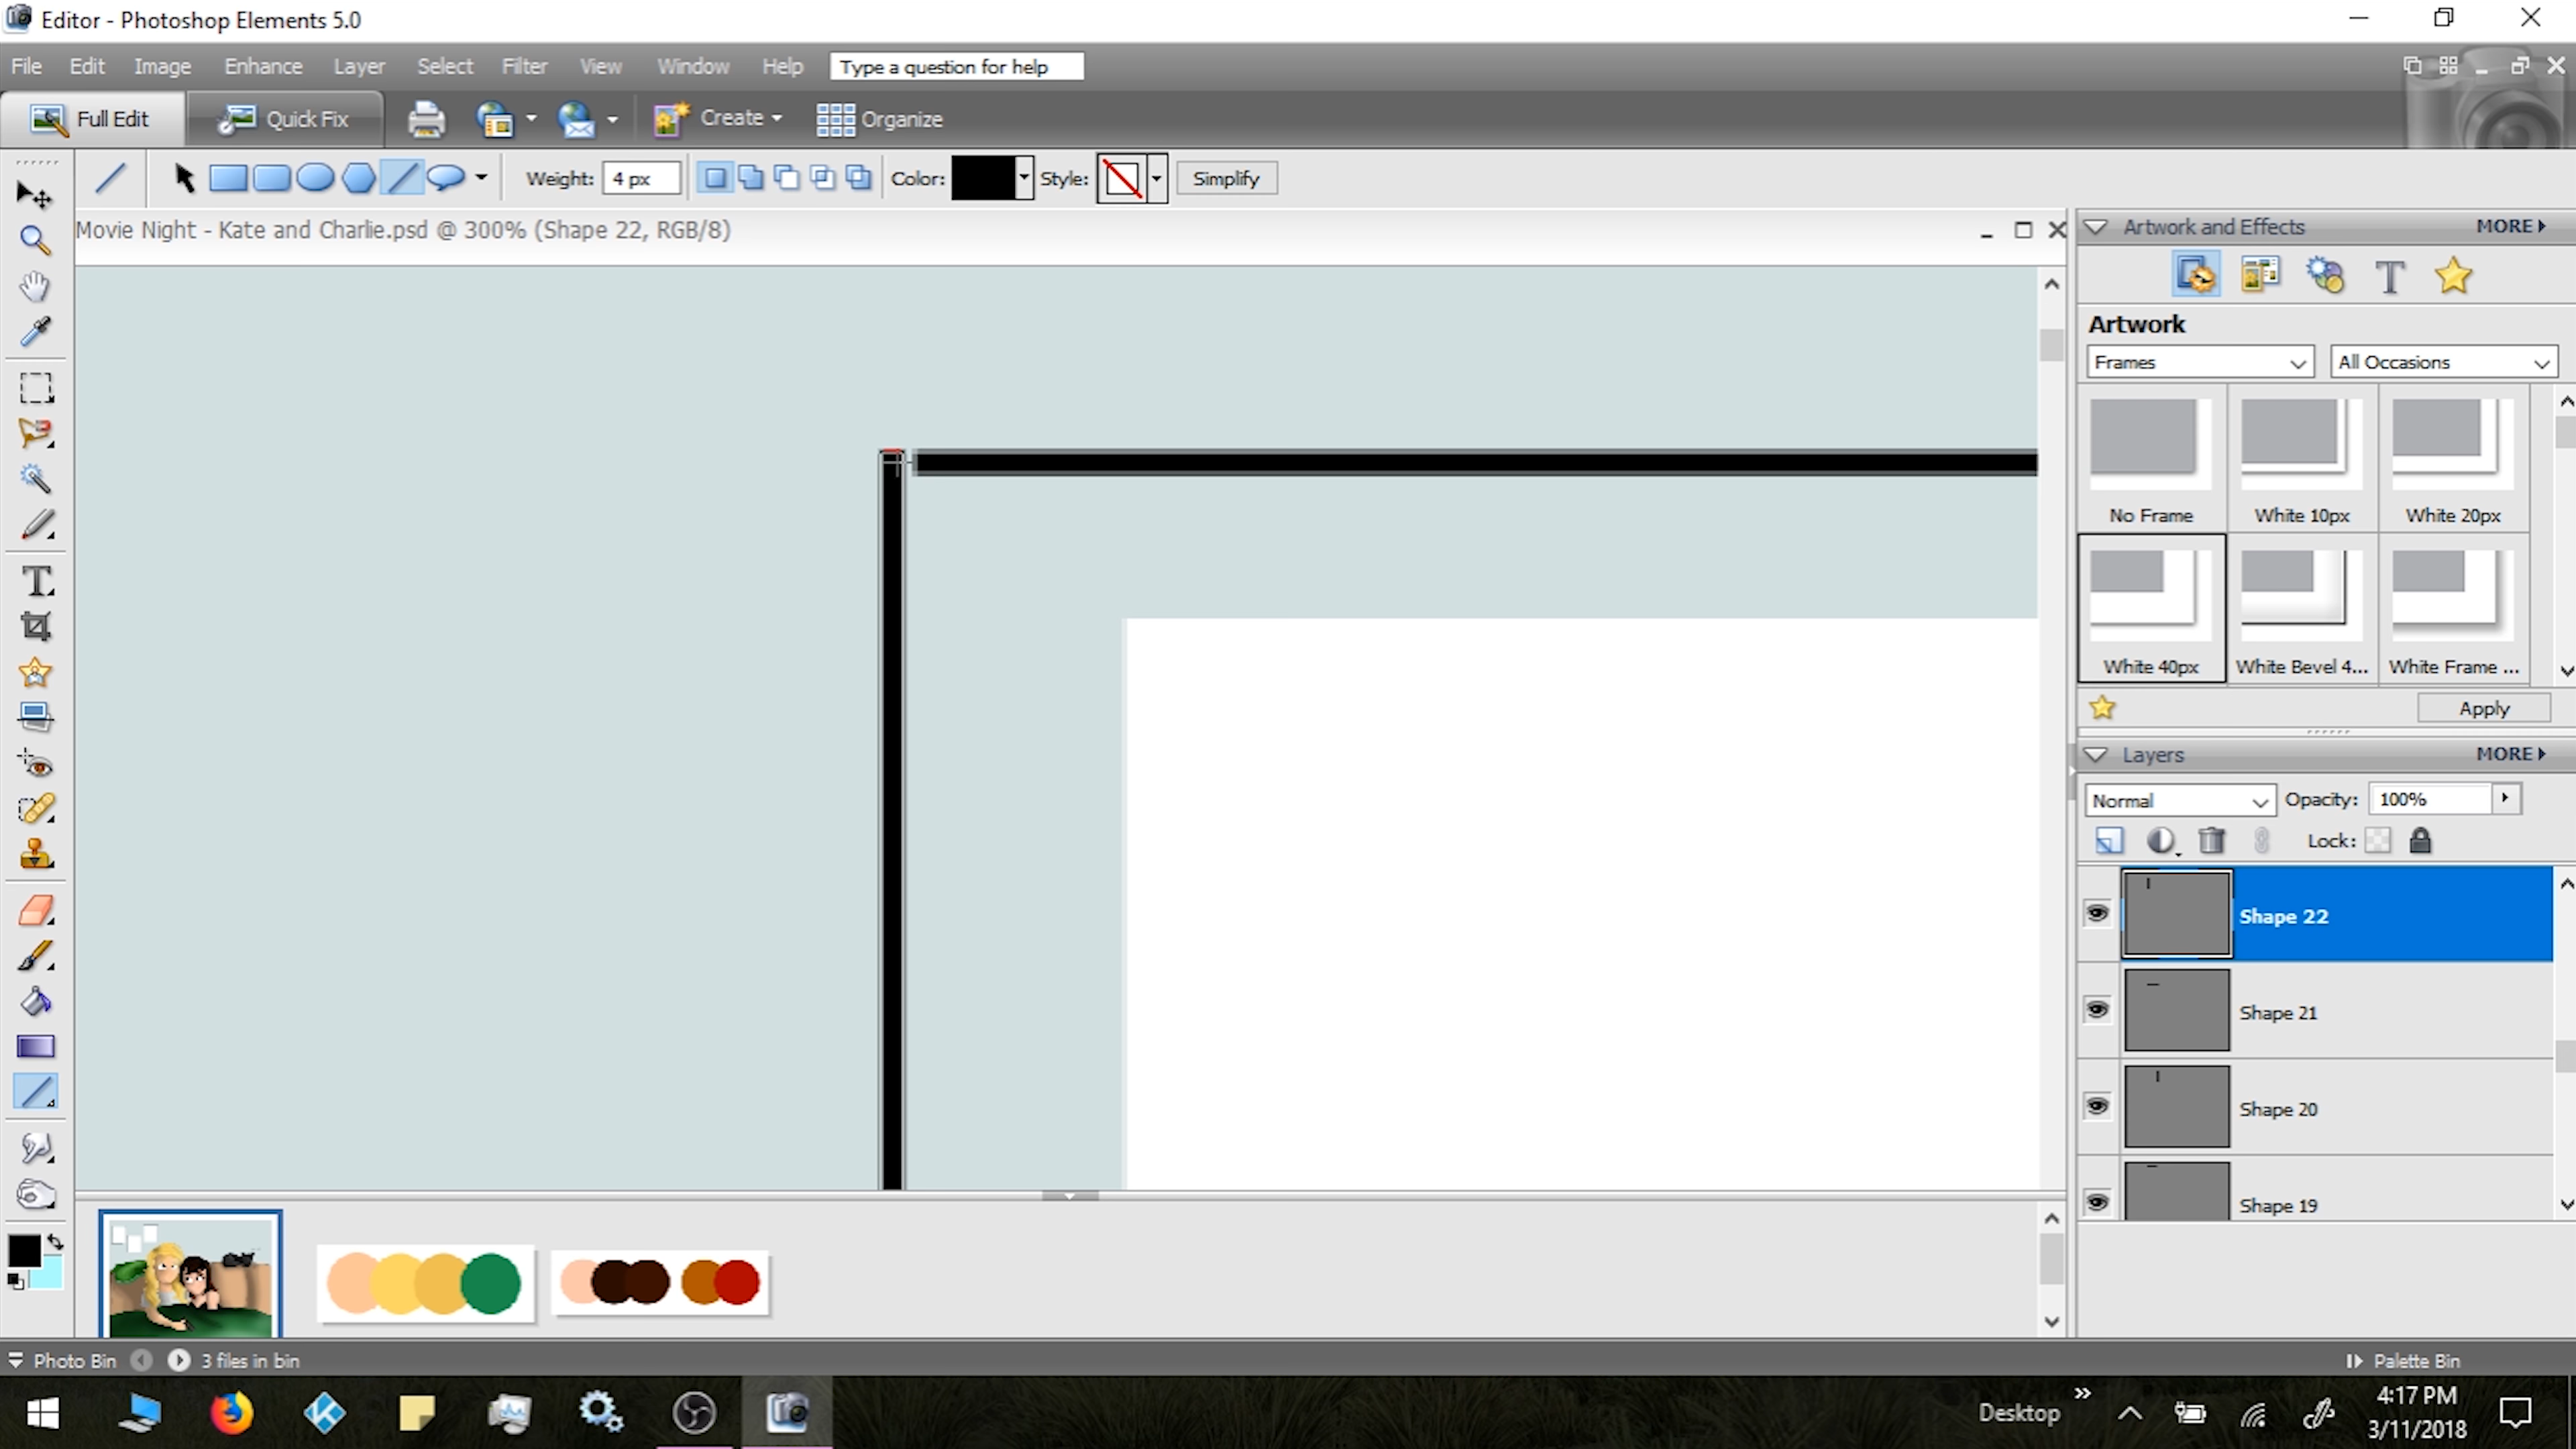 Editor - Photoshop Elements 5.0
File Edit Image Enhance Layer Select Filter View Window Help Type a question for help
Full Edit Quick Fix Create Organize
Weight: 4 px Color: Style: Simplify
Movie Night - Kate and Charlie.psd @ 300% (Shape 22, RGB/8)
Artwork and Effects MORE
Artwork
Frames All Occasions
No Frame White 10px White 20px
White 40px White Bevel 4... White Frame ...
Apply
Layers MORE
Normal Opacity: 100%
Lock:
Shape 22
Shape 21
Shape 20
Shape 19
Photo Bin 3 files in bin Palette Bin
Desktop
4:17 PM
3/11/2018